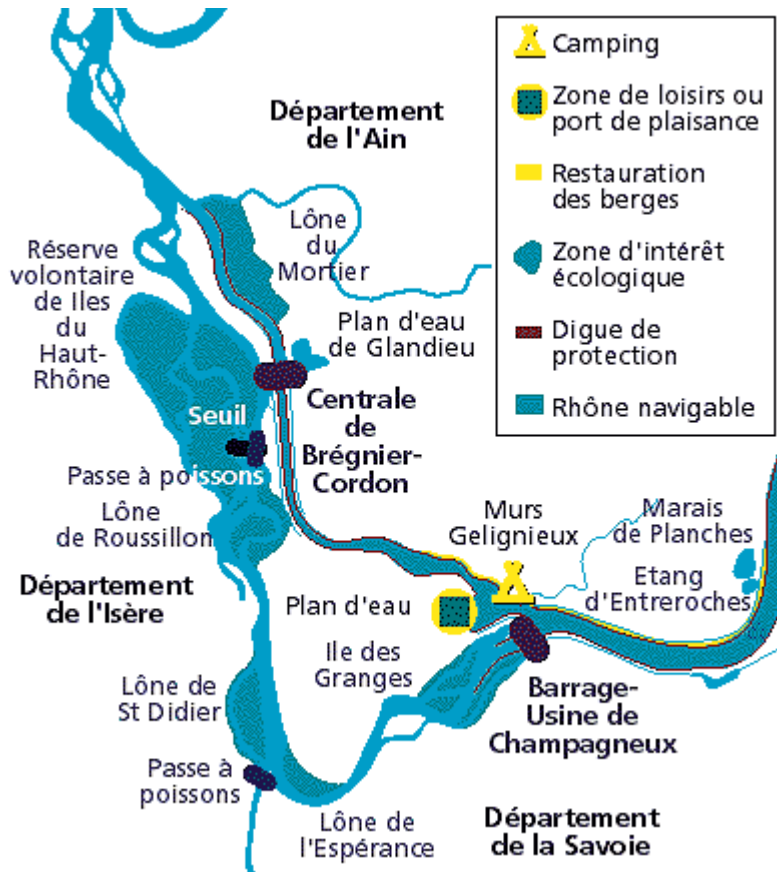 Camping
Zone de loisirs ou
port de plaisance
Restauration
des berges
Zone d'intérêt
écologique
Digue de
protection
Rhône navigable
Département
de l'Ain
Lône
du
Mortier
Réserve
volontaire
de Iles
du
Haut-
Rhône
Plan d'eau
de Glandieu
Seuil
Centrale
de
Brégnier-
Cordon
Passe à poissons
Lône
de Roussillon
Murs
Gelignieux
Marais
de Planches
Département
de l'Isère
Plan d'eau
Etang
d'Entreroches
Ile des
Granges
Lône de
St Didier
Barrage-
Usine de
Champagneux
Passe à
poissons
Lône de
l'Espérance
Département
de la Savoie